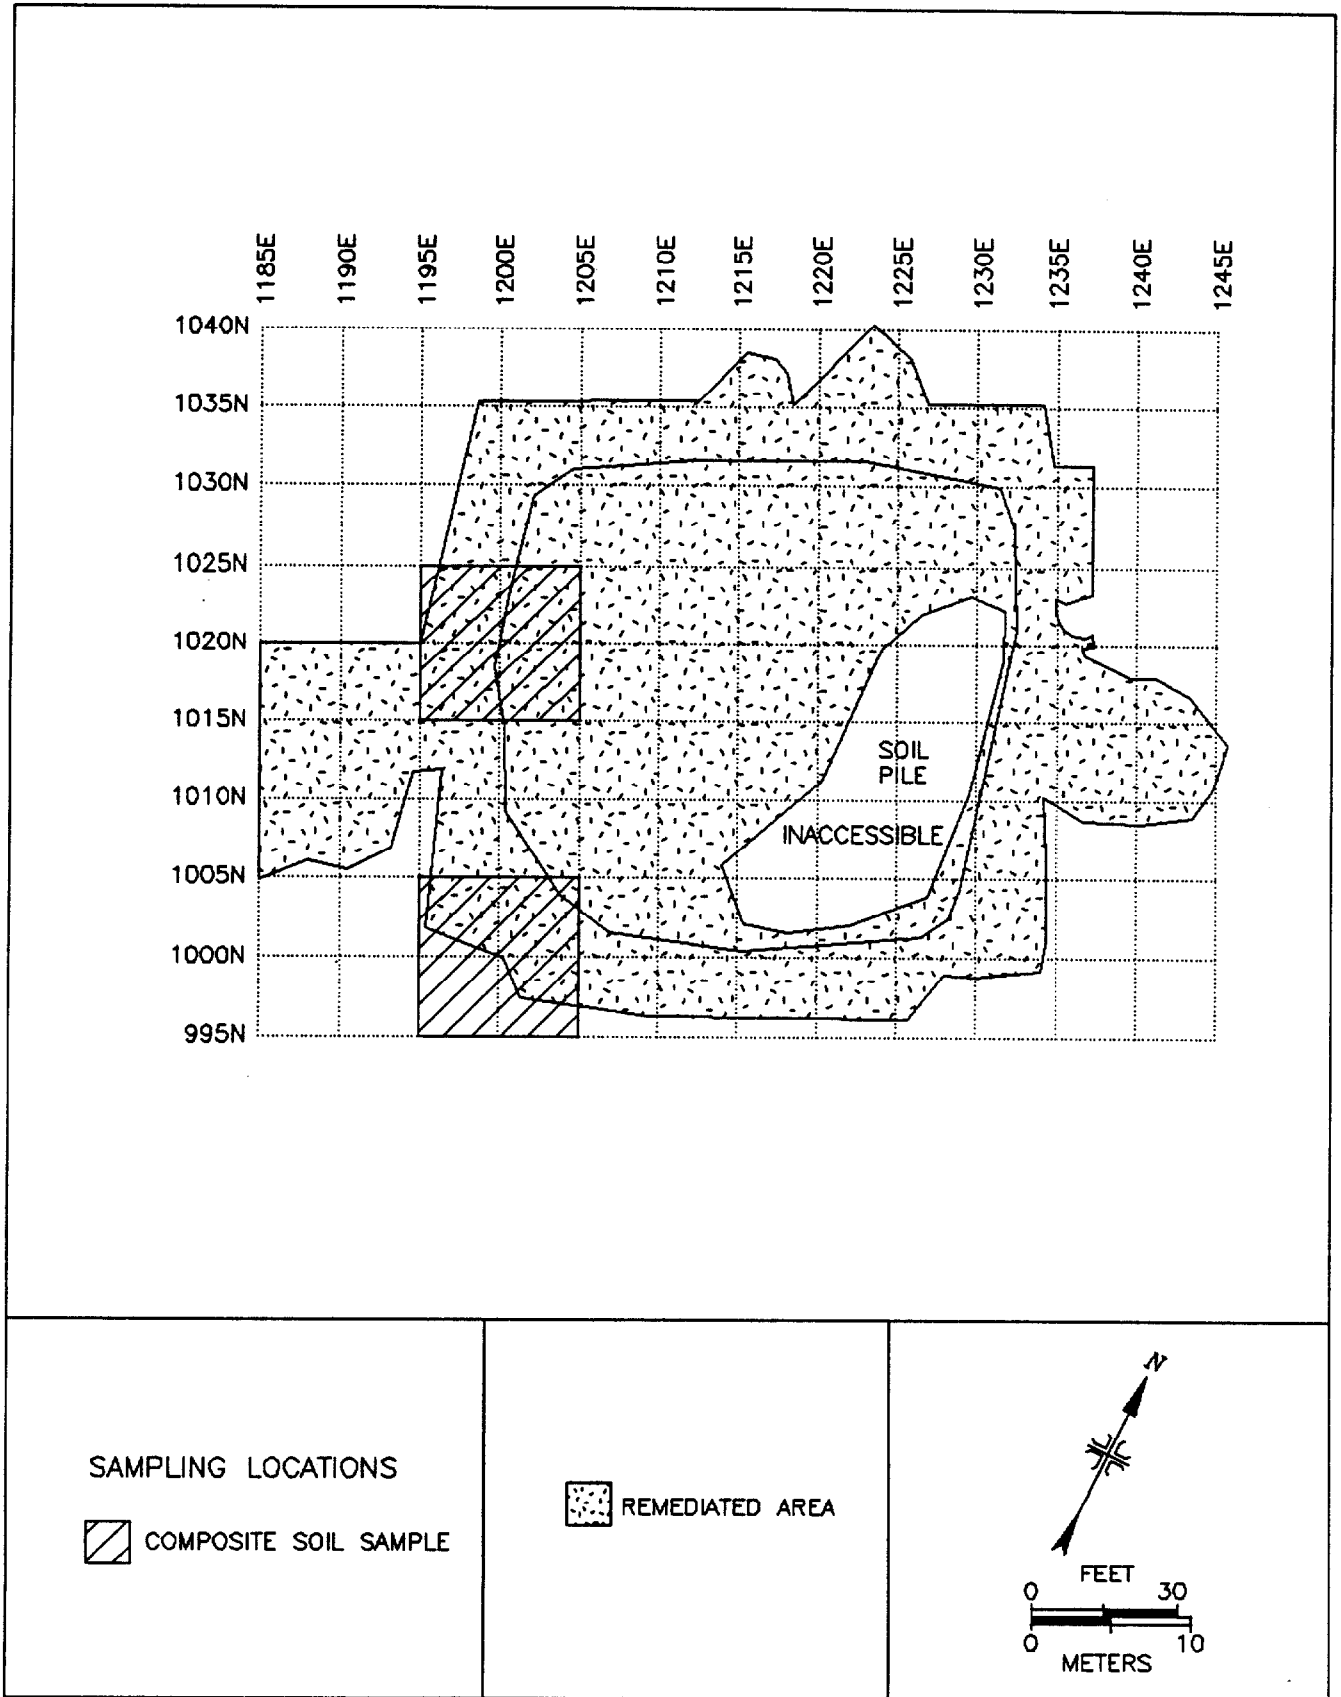 1185E
1190E
1195E
1200E
1205E
1210E
1215E
1220E
1225E
1230E
1235E
1240E
1245E
1040N
1035N
1030N
1025N
1020N
1015N
1010N
1005N
1000N
995N
SOIL
PILE
INACCESSIBLE
SAMPLING LOCATIONS
COMPOSITE SOIL SAMPLE
REMEDIATED AREA
N
FEET
0 30
0 10
METERS